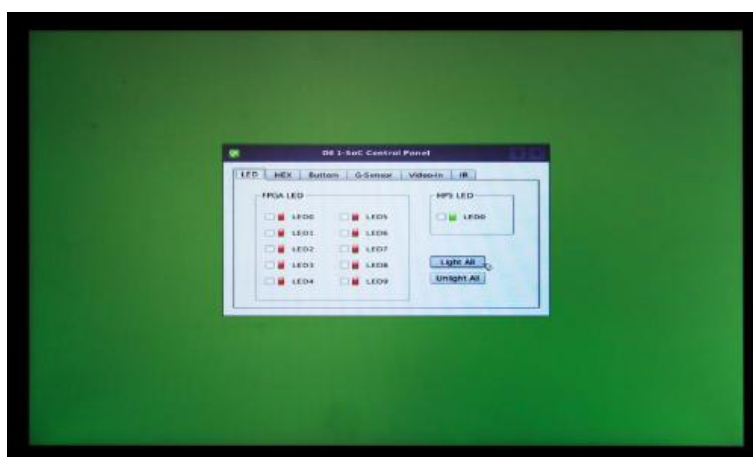 DE1-SoC Control Panel
LED HEX Button G-Sensor Video-In IR
FPGA LED HPS LED
LED0 LED5 LED0
LED1 LED6
LED2 LED7
LED3 LED8
LED4 LED9
Light All
Unlight All